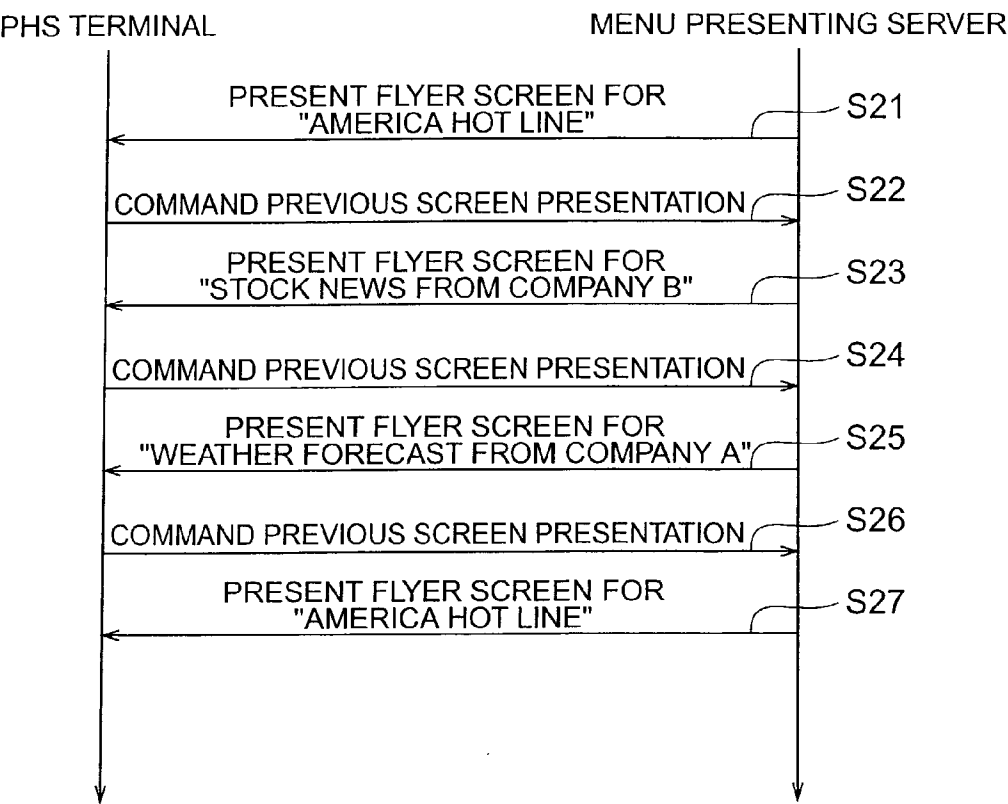 PHS TERMINAL
MENU PRESENTING SERVER
PRESENT FLYER SCREEN FOR
"AMERICA HOT LINE"
S21
COMMAND PREVIOUS SCREEN PRESENTATION
S22
PRESENT FLYER SCREEN FOR
"STOCK NEWS FROM COMPANY B"
S23
COMMAND PREVIOUS SCREEN PRESENTATION
S24
PRESENT FLYER SCREEN FOR
"WEATHER FORECAST FROM COMPANY A"
S25
COMMAND PREVIOUS SCREEN PRESENTATION
S26
PRESENT FLYER SCREEN FOR
"AMERICA HOT LINE"
S27